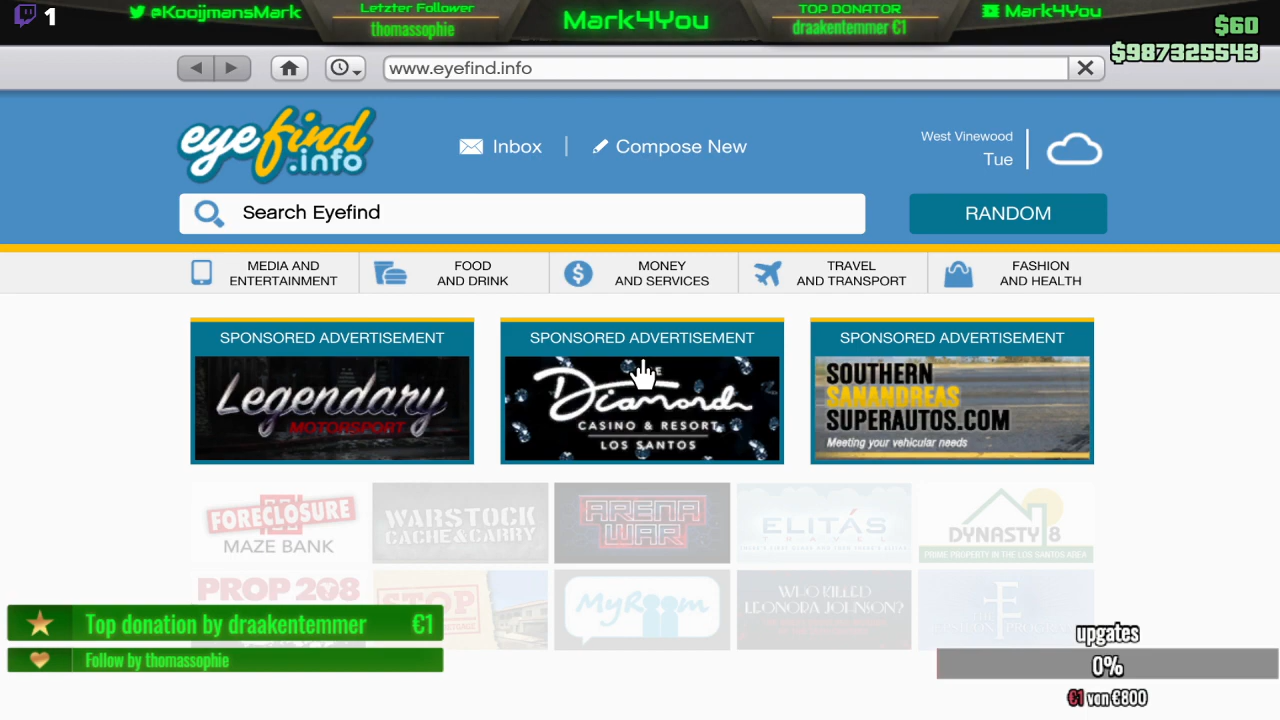 1
@KooijmansMark
Letzter Follower
thomassophie
Mark4You
TOP DONATOR
draakentemmer €1
Mark4You
$60
$987325543
www.eyefind.info
eyefind
.info
Inbox
Compose New
West Vinewood
Tue
Search Eyefind
RANDOM
MEDIA AND
ENTERTAINMENT
FOOD
AND DRINK
MONEY
AND SERVICES
TRAVEL
AND TRANSPORT
FASHION
AND HEALTH
SPONSORED ADVERTISEMENT
Legendary
MOTORSPORT
SPONSORED ADVERTISEMENT
Diamond
CASINO & RESORT
LOS SANTOS
SPONSORED ADVERTISEMENT
SOUTHERN
SANANDREAS
SUPERAUTOS.COM
Meeting your vehicular needs
FORECLOSURE
MAZE BANK
WARSTOCK
CACHE & CARRY
ARENA
WAR
ELITÁS
TRAVEL
DYNASTY 8
PRIME PROPERTY IN THE LOS SANTOS AREA
PROP 208
STOP
MyRoom
WHO KILLED
LEONORA JOHNSON?
Top donation by draakentemmer €1
Follow by thomassophie
upgates
0%
€1 von €800